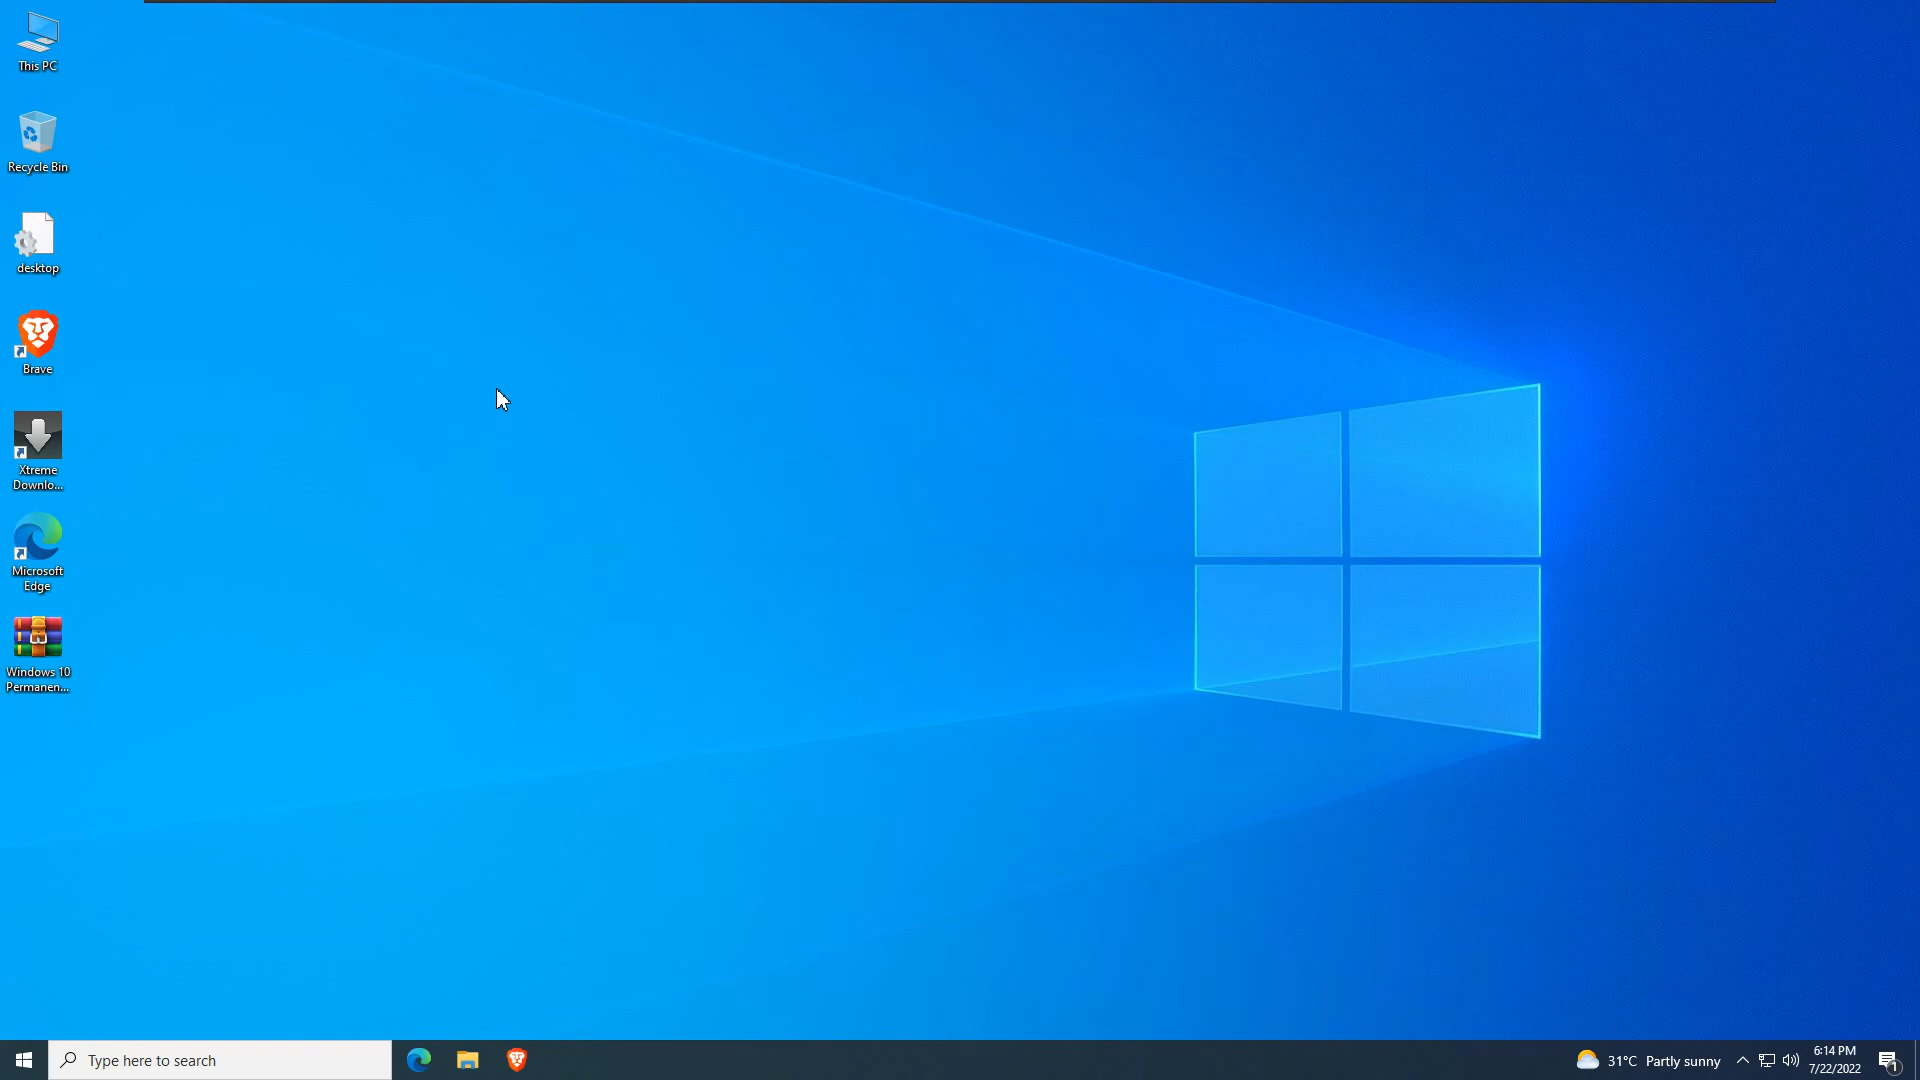 This PC
Recycle Bin
desktop
Brave
Xtreme
Downlo...
Microsoft
Edge
Windows 10
Permanen...
Type here to search
31°C Partly sunny
6:14 PM
7/22/2022
1